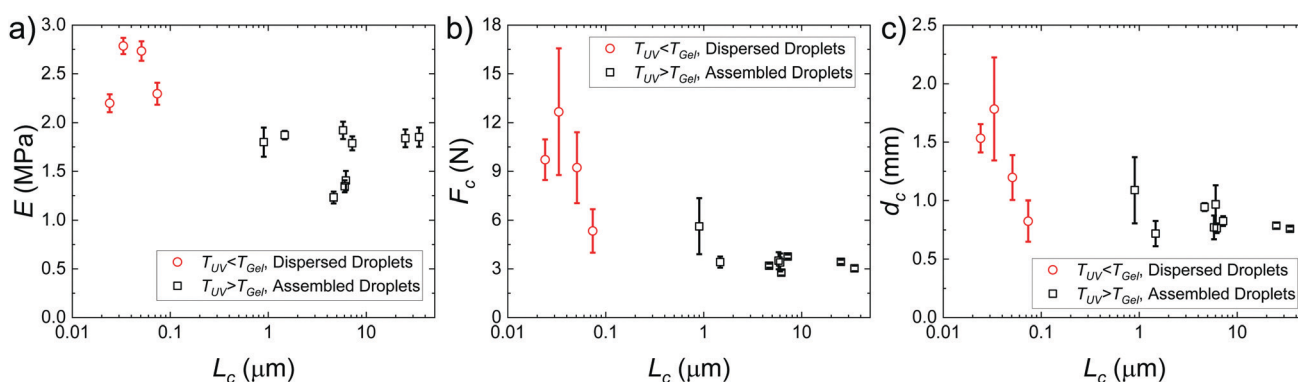 a)
E (MPa)
3.0
2.5
2.0
1.5
1.0
0.5
0.0
T_UV<T_Gel, Dispersed Droplets
T_UV>T_Gel, Assembled Droplets
0.01 0.1 1 10
L_c (μm)
b)
F_c (N)
18
15
12
9
6
3
0
T_UV<T_Gel, Dispersed Droplets
T_UV>T_Gel, Assembled Droplets
0.01 0.1 1 10
L_c (μm)
c)
d_c (mm)
2.5
2.0
1.5
1.0
0.5
0.0
T_UV<T_Gel, Dispersed Droplets
T_UV>T_Gel, Assembled Droplets
0.01 0.1 1 10
L_c (μm)